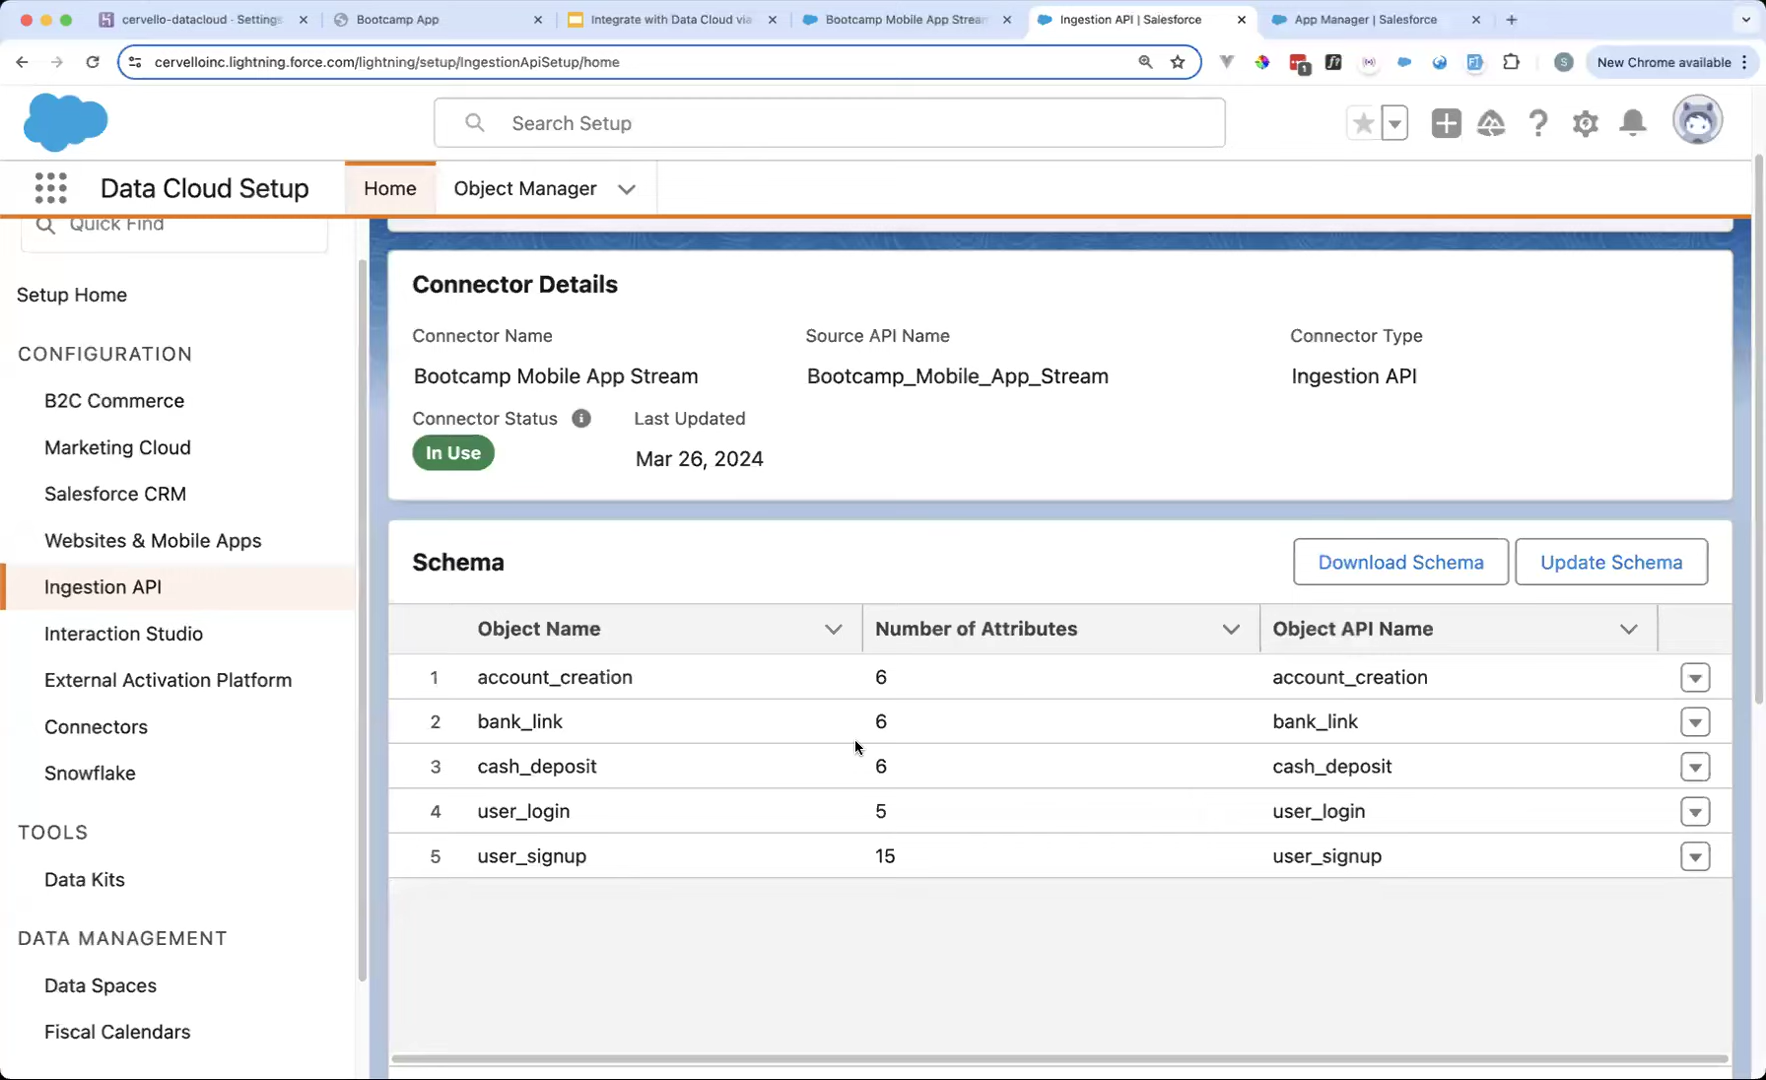 cervello-datacloud - Settings
Bootcamp App
Integrate with Data Cloud via
Bootcamp Mobile App Stream
Ingestion API | Salesforce
App Manager | Salesforce
cervelloinc.lightning.force.com/lightning/setup/IngestionApiSetup/home
New Chrome available
Search Setup
Data Cloud Setup
Home
Object Manager
Quick Find
Setup Home
CONFIGURATION
B2C Commerce
Marketing Cloud
Salesforce CRM
Websites & Mobile Apps
Ingestion API
Interaction Studio
External Activation Platform
Connectors
Snowflake
TOOLS
Data Kits
DATA MANAGEMENT
Data Spaces
Fiscal Calendars
Connector Details
Connector Name Source API Name Connector Type
Bootcamp Mobile App Stream Bootcamp_Mobile_App_Stream Ingestion API
Connector Status Last Updated
In Use Mar 26, 2024
Schema
Download Schema Update Schema
Object Name Number of Attributes Object API Name
1 account_creation 6 account_creation
2 bank_link 6 bank_link
3 cash_deposit 6 cash_deposit
4 user_login 5 user_login
5 user_signup 15 user_signup